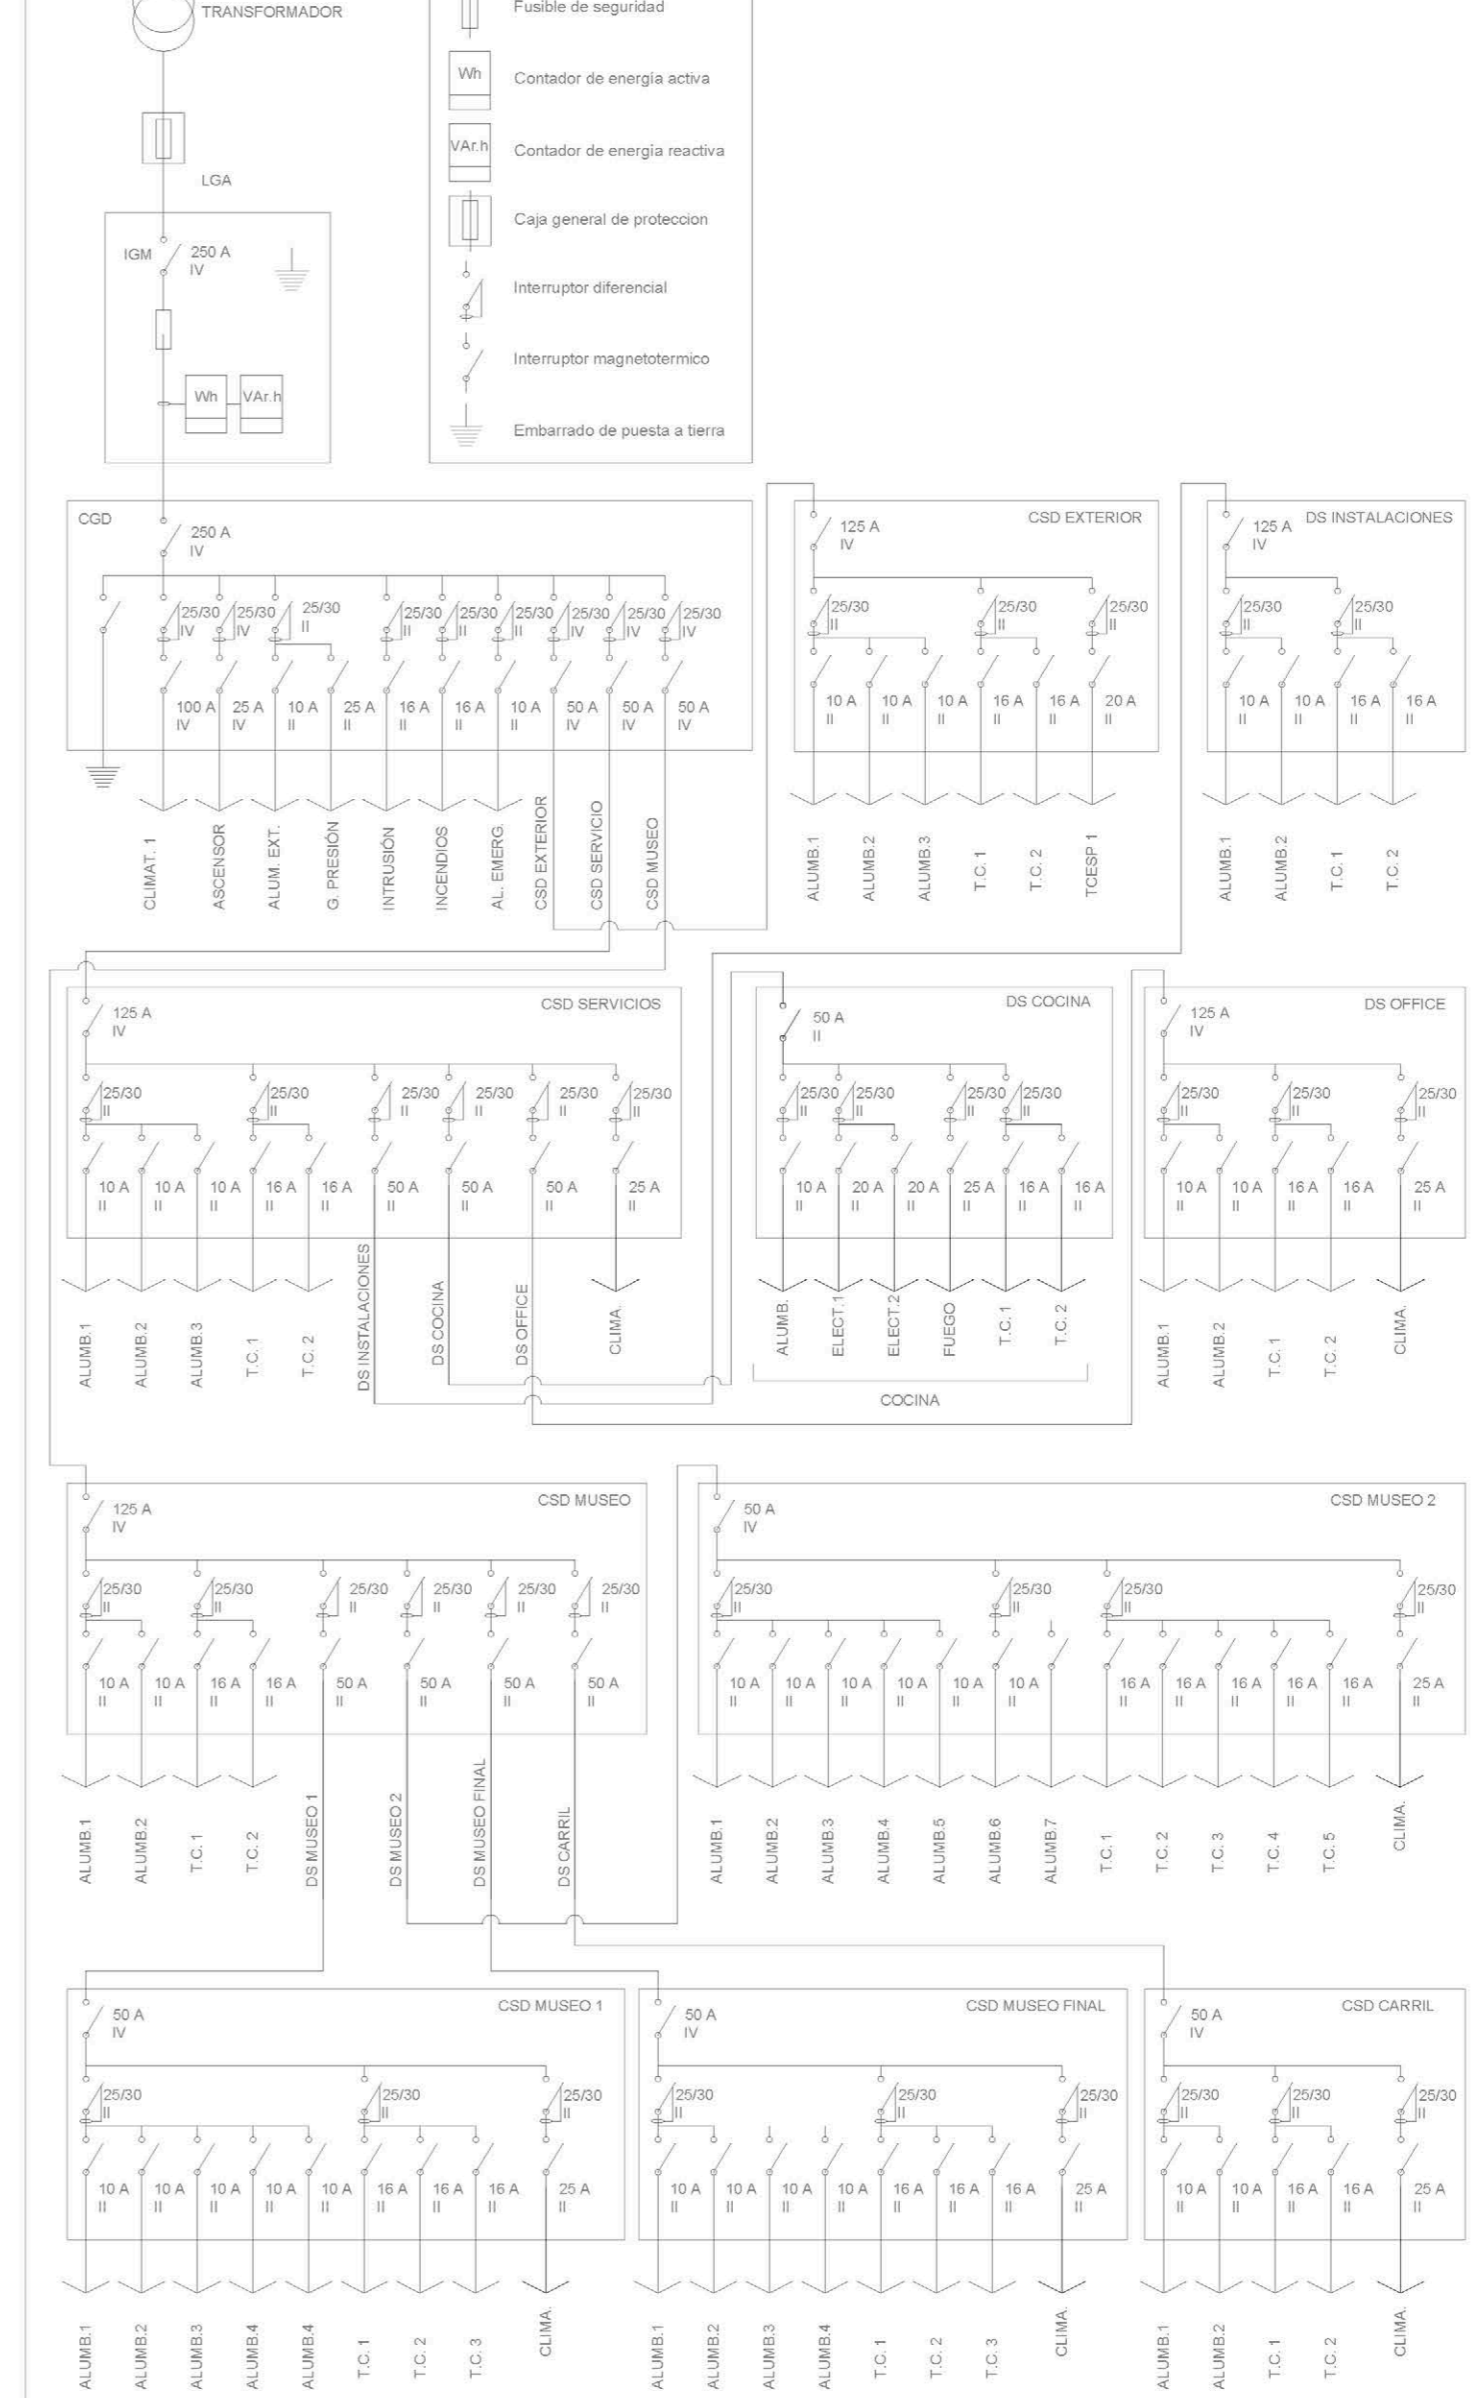 TRANSFORMADOR
Fusible de seguridad
Wh
Contador de energía activa
VAr.h
Contador de energía reactiva
LGA
Caja general de proteccion
IGM
250 A
IV
Interruptor diferencial
Interruptor magnetotermico
Wh
VAr.h
Embarrado de puesta a tierra
CGD
250 A
IV
25/30 25/30 25/30 25/30 25/30 25/30 25/30 25/30 25/30
IV IV II II II II IV IV IV
100 A 25 A 10 A 25 A 16 A 16 A 10 A 50 A 50 A 50 A
IV IV II II II II II IV IV IV
CLIMAT. 1
ASCENSOR
ALUM. EXT.
G. PRESIÓN
INTRUSIÓN
INCENDIOS
AL. EMERG.
CSD EXTERIOR
CSD SERVICIO
CSD MUSEO
CSD EXTERIOR
125 A
IV
25/30 25/30 25/30
II II II
10 A 10 A 10 A 16 A 16 A 20 A
II II II II II II
ALUMB.1
ALUMB.2
ALUMB.3
T.C. 1
T.C. 2
TCESP 1
DS INSTALACIONES
125 A
IV
25/30 25/30
II II
10 A 10 A 16 A 16 A
II II II II
ALUMB.1
ALUMB.2
T.C. 1
T.C. 2
CSD SERVICIOS
125 A
IV
25/30 25/30 25/30 25/30 25/30 25/30
II II II II II II
10 A 10 A 10 A 16 A 16 A 50 A 50 A 50 A 25 A
II II II II II II II II II
ALUMB.1
ALUMB.2
ALUMB.3
T.C. 1
T.C. 2
DS INSTALACIONES
DS COCINA
DS OFFICE
CLIMA.
DS COCINA
50 A
II
25/30 25/30 25/30 25/30
II II II II
10 A 20 A 20 A 25 A 16 A 16 A
II II II II II II
ALUMB.
ELECT.1
ELECT.2
FUEGO
T.C. 1
T.C. 2
COCINA
DS OFFICE
125 A
IV
25/30 25/30 25/30
II II II
10 A 10 A 16 A 16 A 25 A
II II II II II
ALUMB.1
ALUMB.2
T.C. 1
T.C. 2
CLIMA.
CSD MUSEO
125 A
IV
25/30 25/30 25/30 25/30 25/30 25/30
II II II II II II
10 A 10 A 16 A 16 A 50 A 50 A 50 A 50 A
II II II II II II II II
ALUMB.1
ALUMB.2
T.C. 1
T.C. 2
DS MUSEO 1
DS MUSEO 2
DS MUSEO FINAL
DS CARRIL
CSD MUSEO 2
50 A
IV
25/30 25/30 25/30 25/30
II II II II
10 A 10 A 10 A 10 A 10 A 10 A 16 A 16 A 16 A 16 A 16 A 25 A
II II II II II II II II II II II II
ALUMB.1
ALUMB.2
ALUMB.3
ALUMB.4
ALUMB.5
ALUMB.6
ALUMB.7
T.C. 1
T.C. 2
T.C. 3
T.C. 4
T.C. 5
CLIMA.
CSD MUSEO 1
50 A
IV
25/30 25/30 25/30
II II II
10 A 10 A 10 A 10 A 10 A 16 A 16 A 16 A 25 A
II II II II II II II II II
ALUMB.1
ALUMB.2
ALUMB.3
ALUMB.4
ALUMB.4
T.C. 1
T.C. 2
T.C. 3
CLIMA.
CSD MUSEO FINAL
50 A
IV
25/30 25/30 25/30
II II II
10 A 10 A 10 A 10 A 16 A 16 A 16 A 25 A
II II II II II II II II
ALUMB.1
ALUMB.2
ALUMB.3
ALUMB.4
T.C. 1
T.C. 2
T.C. 3
CLIMA.
CSD CARRIL
50 A
IV
25/30 25/30 25/30
II II II
10 A 10 A 16 A 16 A 25 A
II II II II II
ALUMB.1
ALUMB.2
T.C. 1
T.C. 2
CLIMA.